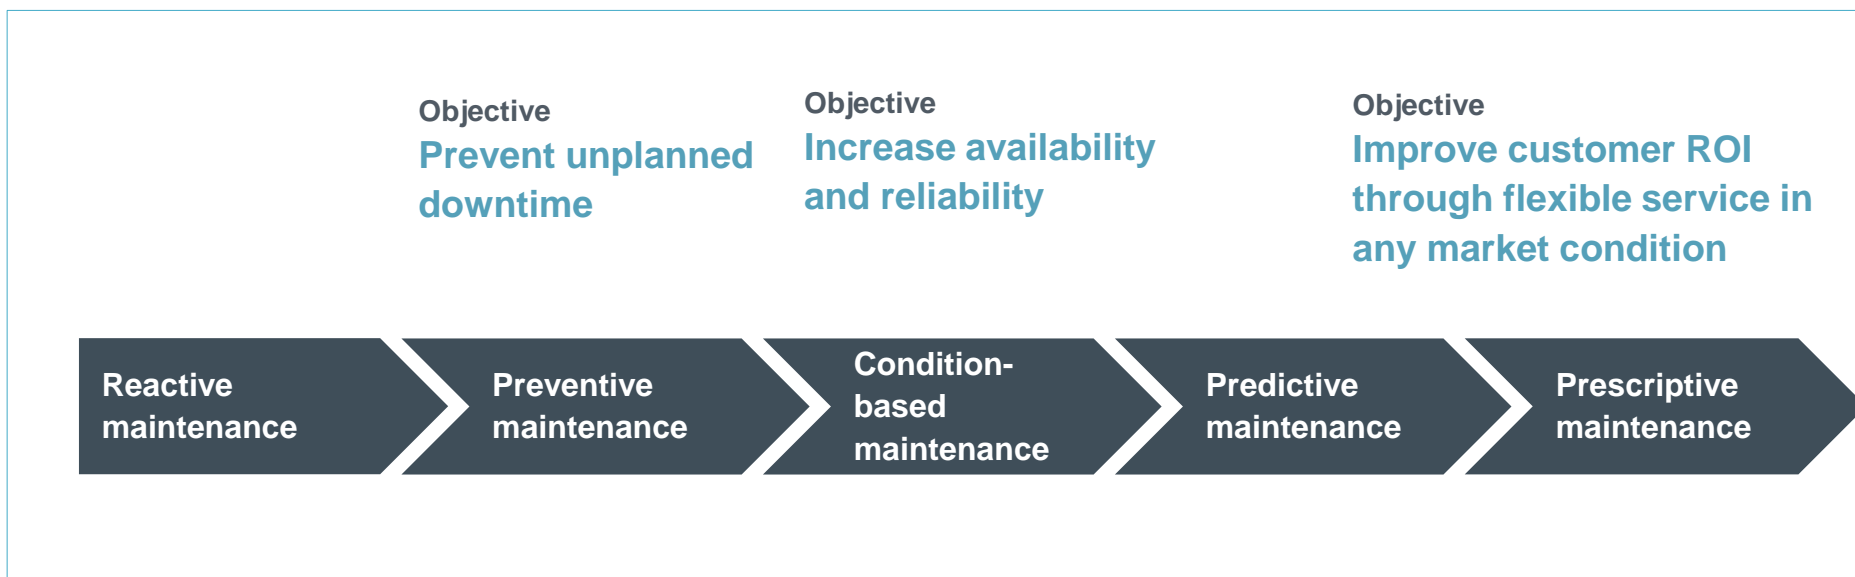 Objective
Prevent unplanned
downtime
Objective
Increase availability
and reliability
Objective
Improve customer ROI
through flexible service in
any market condition
Reactive
maintenance
Preventive
maintenance
Condition-
based
maintenance
Predictive
maintenance
Prescriptive
maintenance